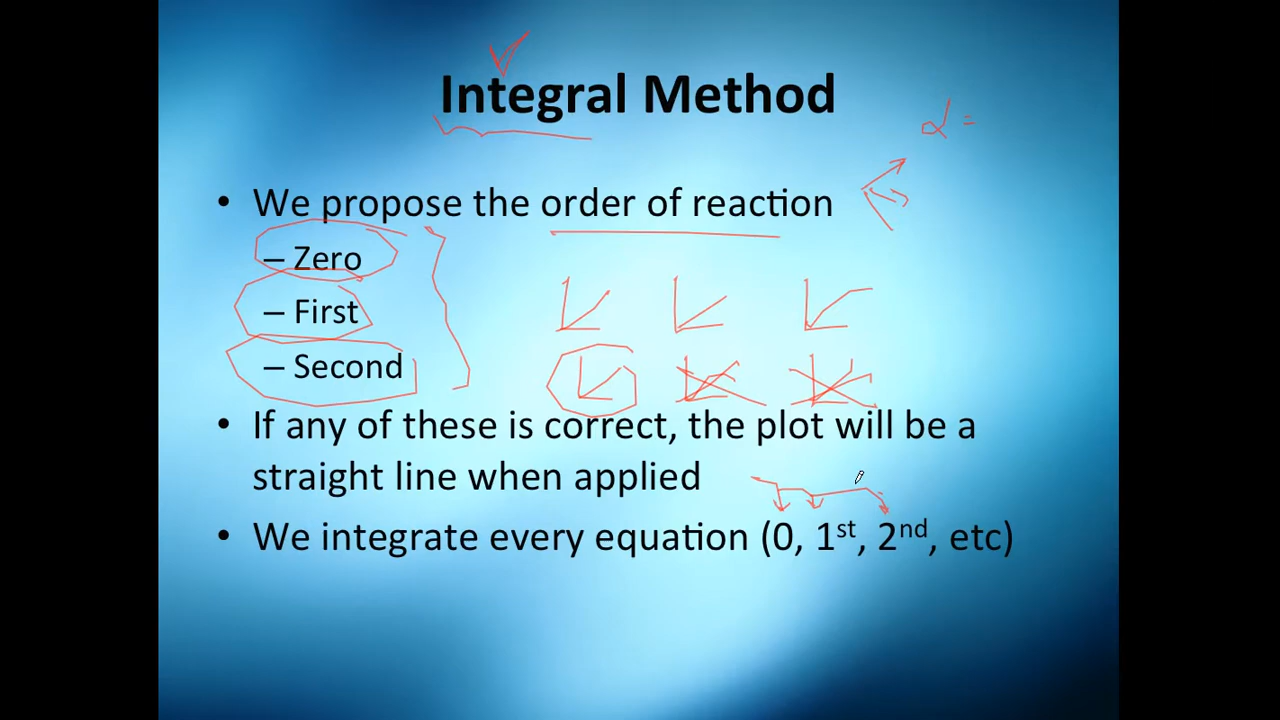 Integral Method
α =
• We propose the order of reaction
– Zero
– First
– Second
• If any of these is correct, the plot will be a
straight line when applied
• We integrate every equation (0, 1st, 2nd, etc)